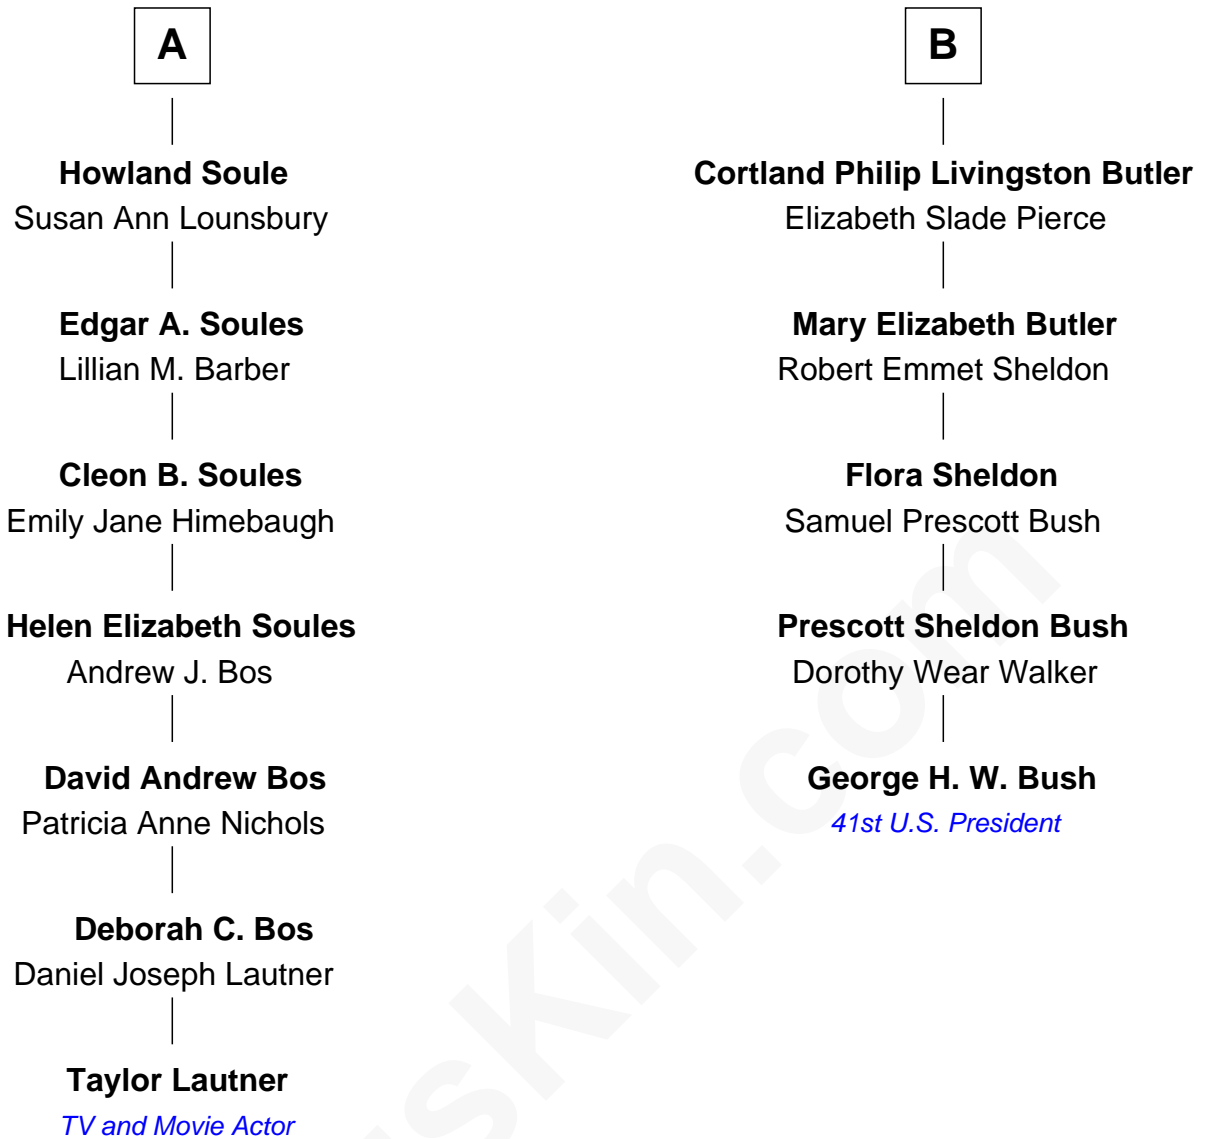 A
Howland Soule
Susan Ann Lounsbury
Edgar A. Soules
Lillian M. Barber
Cleon B. Soules
Emily Jane Himebaugh
Helen Elizabeth Soules
Andrew J. Bos
David Andrew Bos
Patricia Anne Nichols
Deborah C. Bos
Daniel Joseph Lautner
Taylor Lautner
TV and Movie Actor
B
Cortland Philip Livingston Butler
Elizabeth Slade Pierce
Mary Elizabeth Butler
Robert Emmet Sheldon
Flora Sheldon
Samuel Prescott Bush
Prescott Sheldon Bush
Dorothy Wear Walker
George H. W. Bush
41st U.S. President
sKin.com